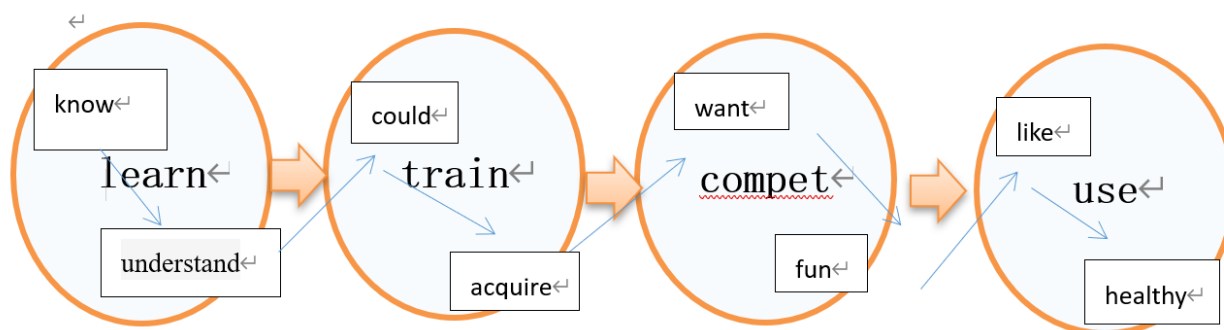 know
learn
understand
could
train
acquire
want
compet
fun
like
use
healthy